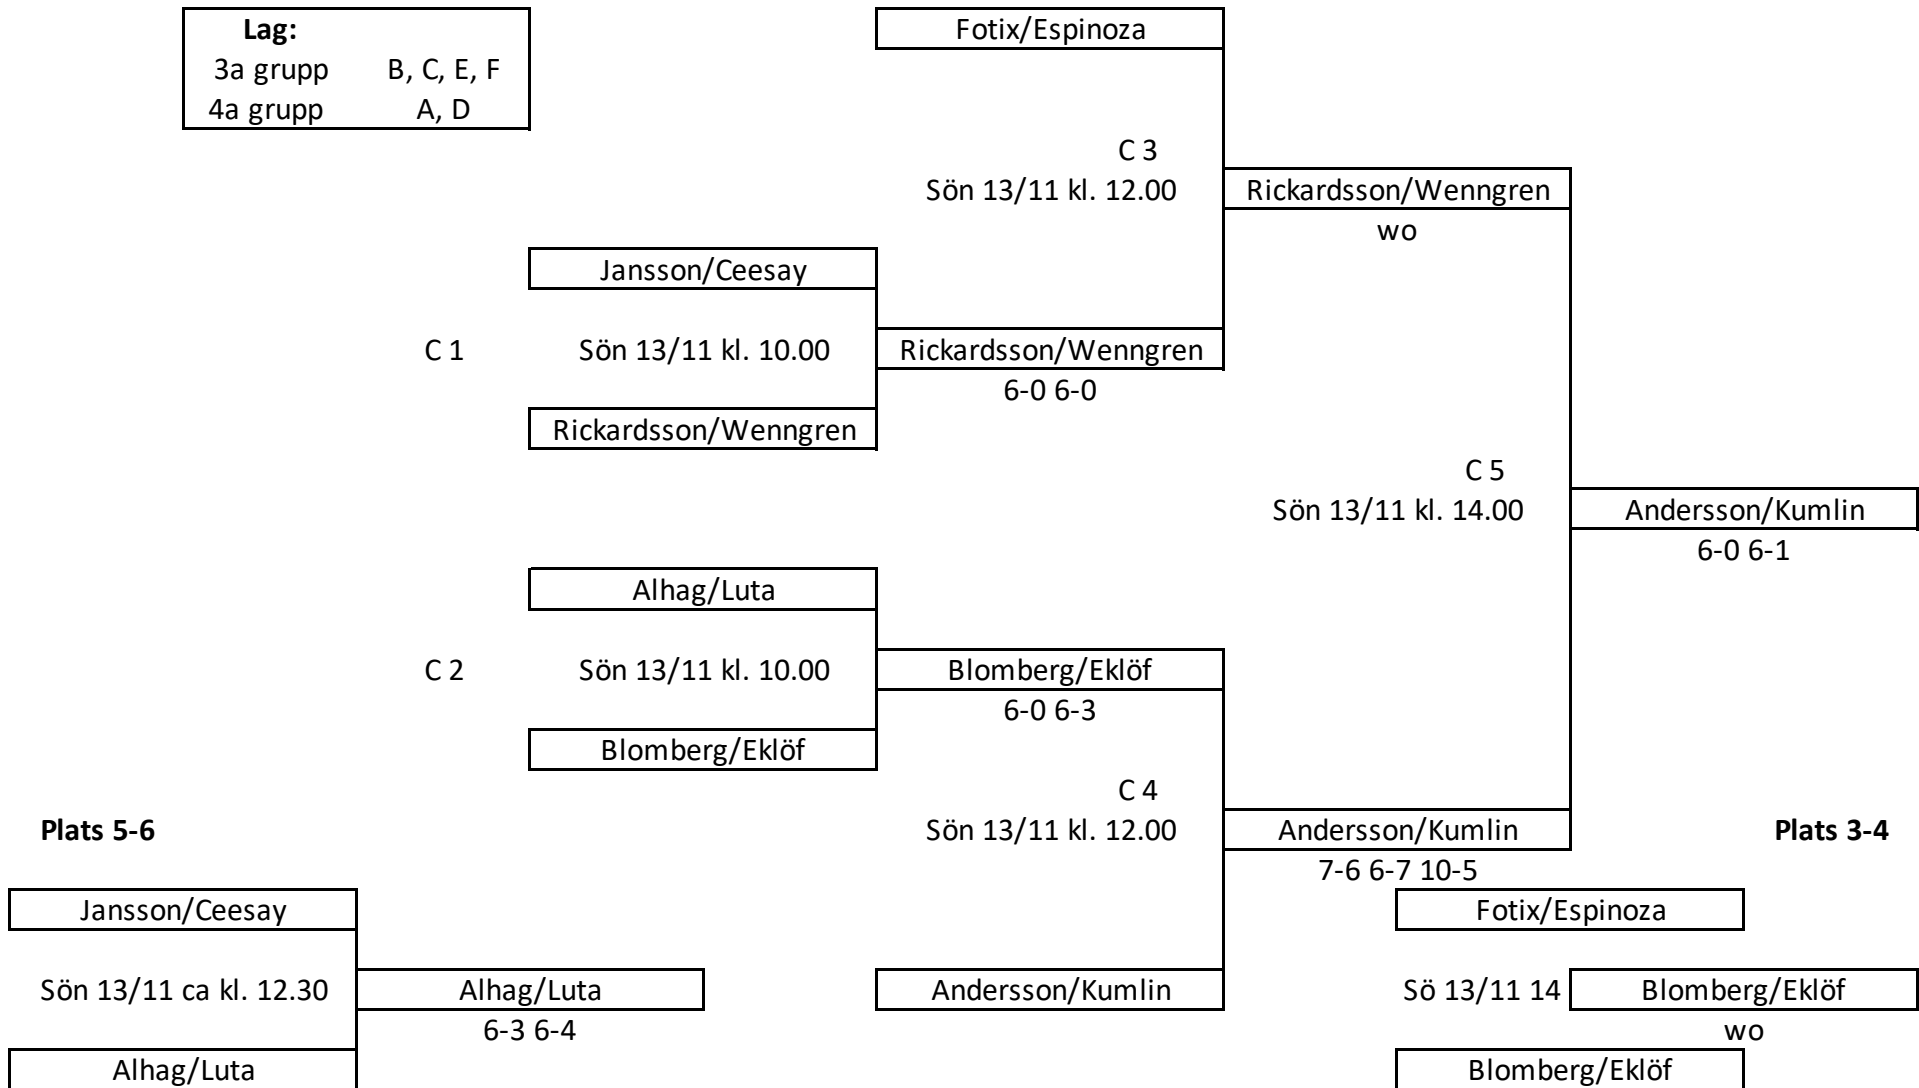 Lag:
3a grupp B, C, E, F
4a grupp A, D
Fotix/Espinoza
C 3
Sön 13/11 kl. 12.00
Rickardsson/Wenngren
wo
Jansson/Ceesay
C 1
Sön 13/11 kl. 10.00
Rickardsson/Wenngren
6-0 6-0
Rickardsson/Wenngren
C 5
Sön 13/11 kl. 14.00
Andersson/Kumlin
6-0 6-1
Alhag/Luta
C 2
Sön 13/11 kl. 10.00
Blomberg/Eklöf
6-0 6-3
Blomberg/Eklöf
C 4
Sön 13/11 kl. 12.00
Andersson/Kumlin
7-6 6-7 10-5
Andersson/Kumlin
Plats 5-6
Jansson/Ceesay
Sön 13/11 ca kl. 12.30
Alhag/Luta
6-3 6-4
Alhag/Luta
Plats 3-4
Fotix/Espinoza
Sö 13/11 14
Blomberg/Eklöf
wo
Blomberg/Eklöf